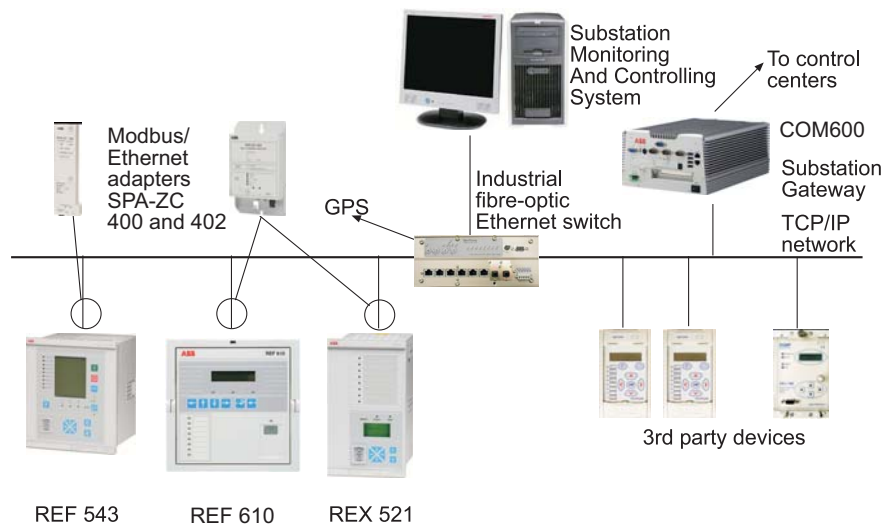 Substation
Monitoring
And Controlling
System
To control
centers
COM600
Substation
Gateway
TCP/IP
network
Modbus/
Ethernet
adapters
SPA-ZC
400 and 402
GPS
Industrial
fibre-optic
Ethernet switch
ABB
ABB
REF 610
3rd party devices
REF 543
REF 610
REX 521